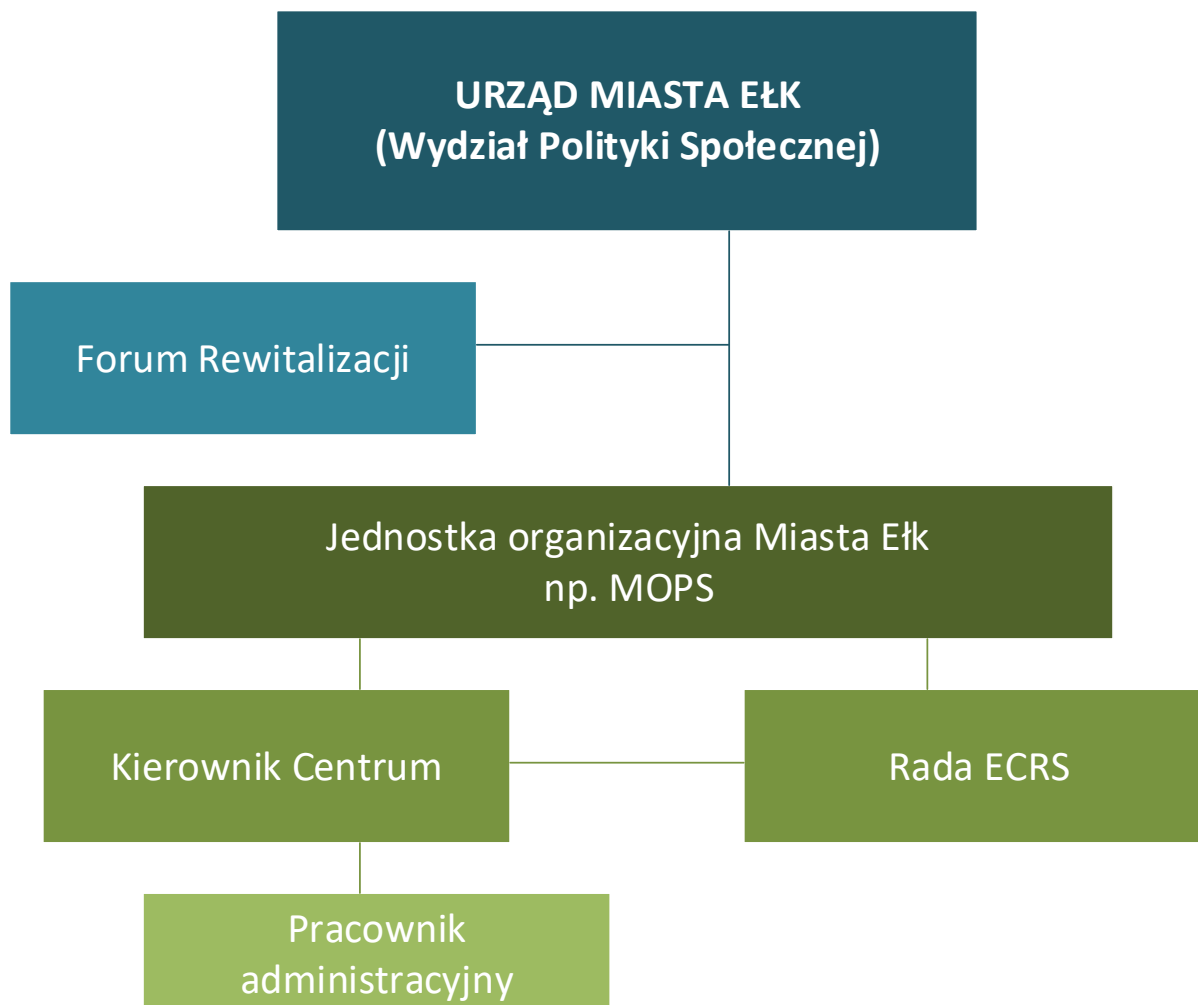 URZĄD MIASTA EŁK
(Wydział Polityki Społecznej)
Forum Rewitalizacji
Jednostka organizacyjna Miasta Ełk
np. MOPS
Kierownik Centrum
Rada ECRS
Pracownik
administracyjny